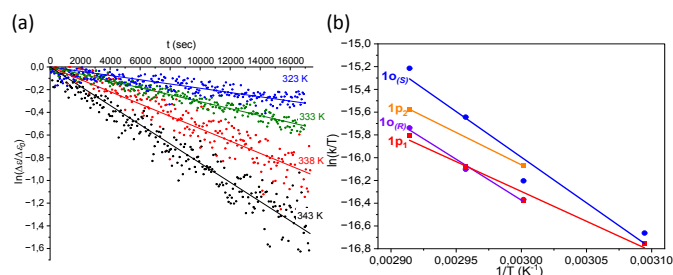 (a)
t (sec)
0 2000 4000 6000 8000 10000 12000 14000 16000
0,0
−0,2
−0,4
−0,6
−0,8
−1,0
−1,2
−1,4
−1,6
ln(Δε/Δε₀)
323 K
333 K
338 K
343 K
(b)
−15,0
−15,2
−15,4
−15,6
−15,8
−16,0
−16,2
−16,4
−16,6
−16,8
ln(k/T)
1o(S)
1p₂
1o(R)
1p₁
0,00290 0,00295 0,00300 0,00305 0,00310
1/T (K⁻¹)